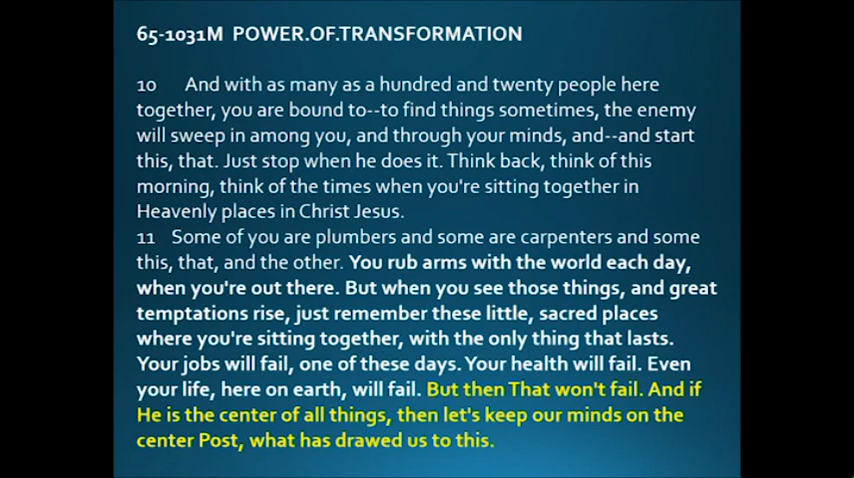 65-1031M POWER.OF.TRANSFORMATION
10 And with as many as a hundred and twenty people here
together, you are bound to--to find things sometimes, the enemy
will sweep in among you, and through your minds, and--and start
this, that. Just stop when he does it. Think back, think of this
morning, think of the times when you're sitting together in
Heavenly places in Christ Jesus.
11 Some of you are plumbers and some are carpenters and some
this, that, and the other. You rub arms with the world each day,
when you're out there. But when you see those things, and great
temptations rise, just remember these little, sacred places
where you're sitting together, with the only thing that lasts.
Your jobs will fail, one of these days. Your health will fail. Even
your life, here on earth, will fail. But then That won't fail. And if
He is the center of all things, then let's keep our minds on the
center Post, what has drawed us to this.